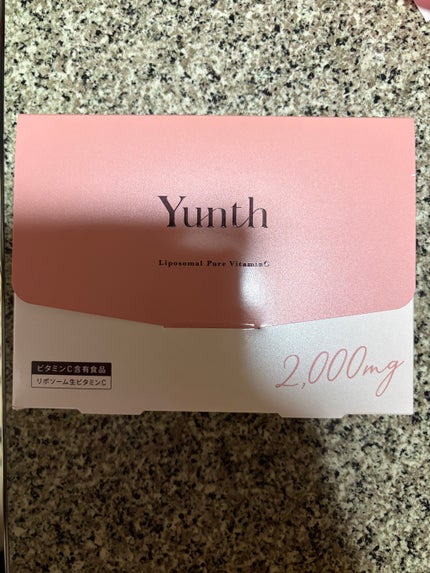 Yunth
Liposomal Pure VitaminC
ビタミンC含有食品
リポソーム生ビタミンC
2,000mg